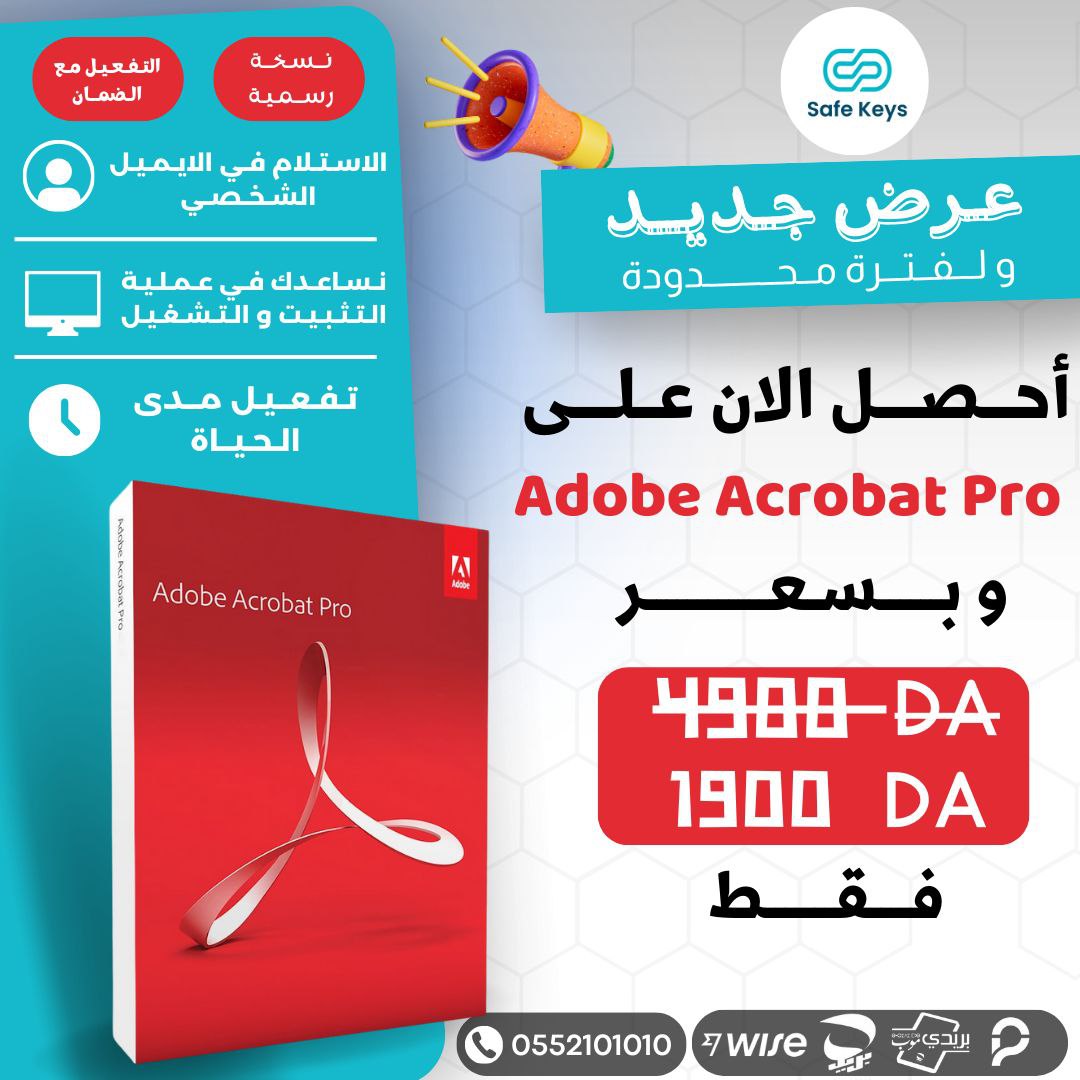 نسخة
رسمية
التفعيل مع
الضمان
الاستلام في الايميل
الشخصي
نساعدك في عملية
التثبيت و التشغيل
تفعيل مدى
الحياة
Safe Keys
عرض جديد
و لفترة محدودة
أحصل الان على
Adobe Acrobat Pro
و بسعر
4900 DA
1900 DA
فقط
Adobe Acrobat Pro
Adobe
Adobe Acrobat Pro
0552101010
wise
بريدي
موب